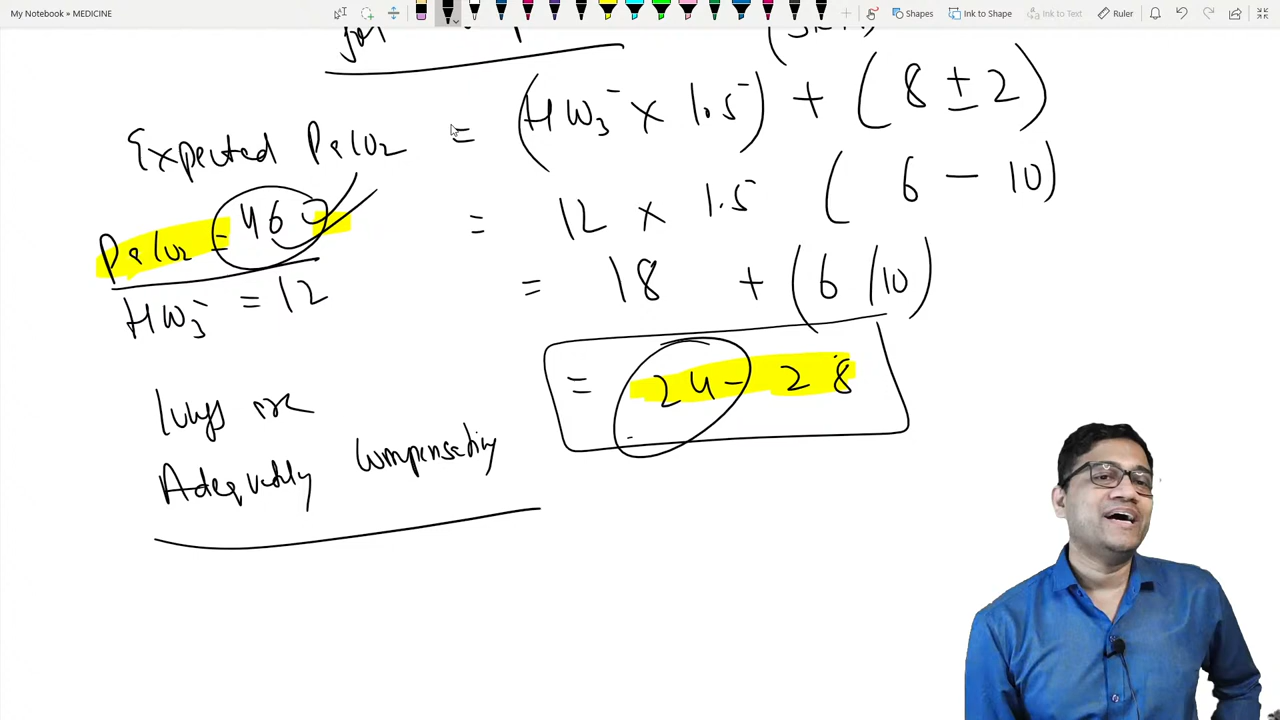 My Notebook » MEDICINE
Shapes Ink to Shape Ink to Text Ruler
Expected PaCO2 = (HCO3⁻ × 1.5) + (8 ± 2)
PaCO2 = 46
= 12 × 1.5 (6 – 10)
HCO3⁻ = 12
= 18 + (6/10)
= 24 – 28
lungs are
Adequately compensating